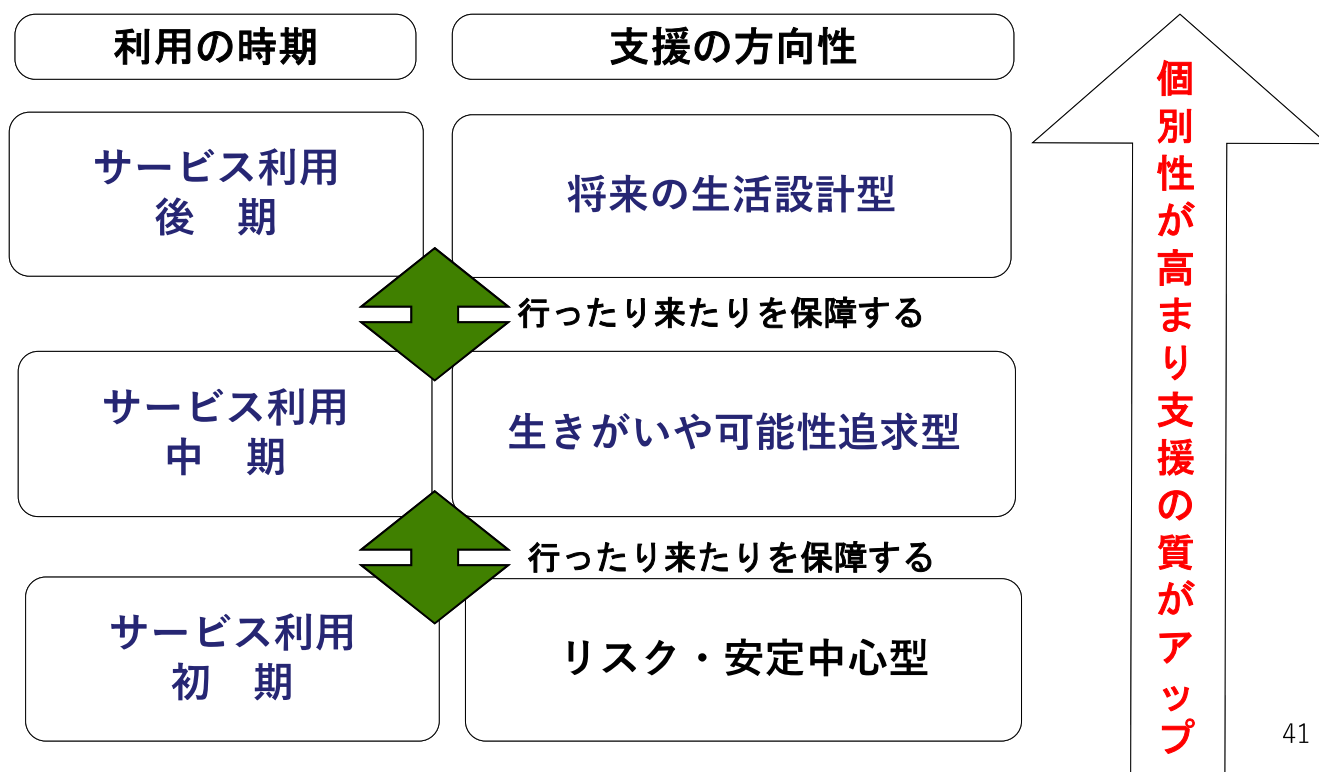 利用の時期
支援の方向性
サービス利用
後　期
将来の生活設計型
行ったり来たりを保障する
サービス利用
中　期
生きがいや可能性追求型
行ったり来たりを保障する
サービス利用
初　期
リスク・安定中心型
個別性が高まり支援の質がアップ
41